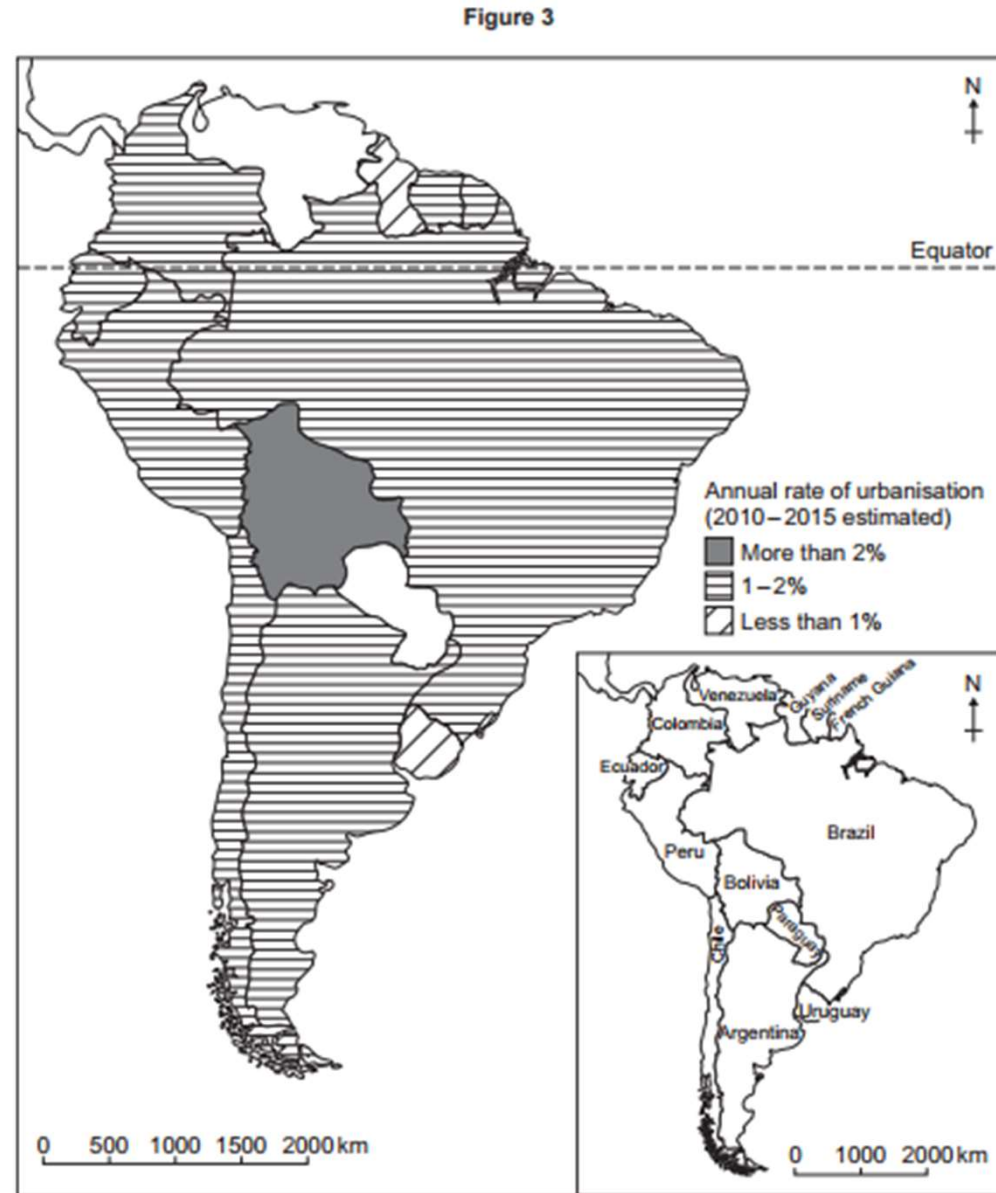 Figure 3
N
Equator
Annual rate of urbanisation
(2010–2015 estimated)
More than 2%
1–2%
Less than 1%
0 500 1000 1500 2000 km
N
Venezuela
Guyana
Suriname
French Guiana
Colombia
Ecuador
Brazil
Peru
Bolivia
Paraguay
Chile
Uruguay
Argentina
0 1000 2000 km